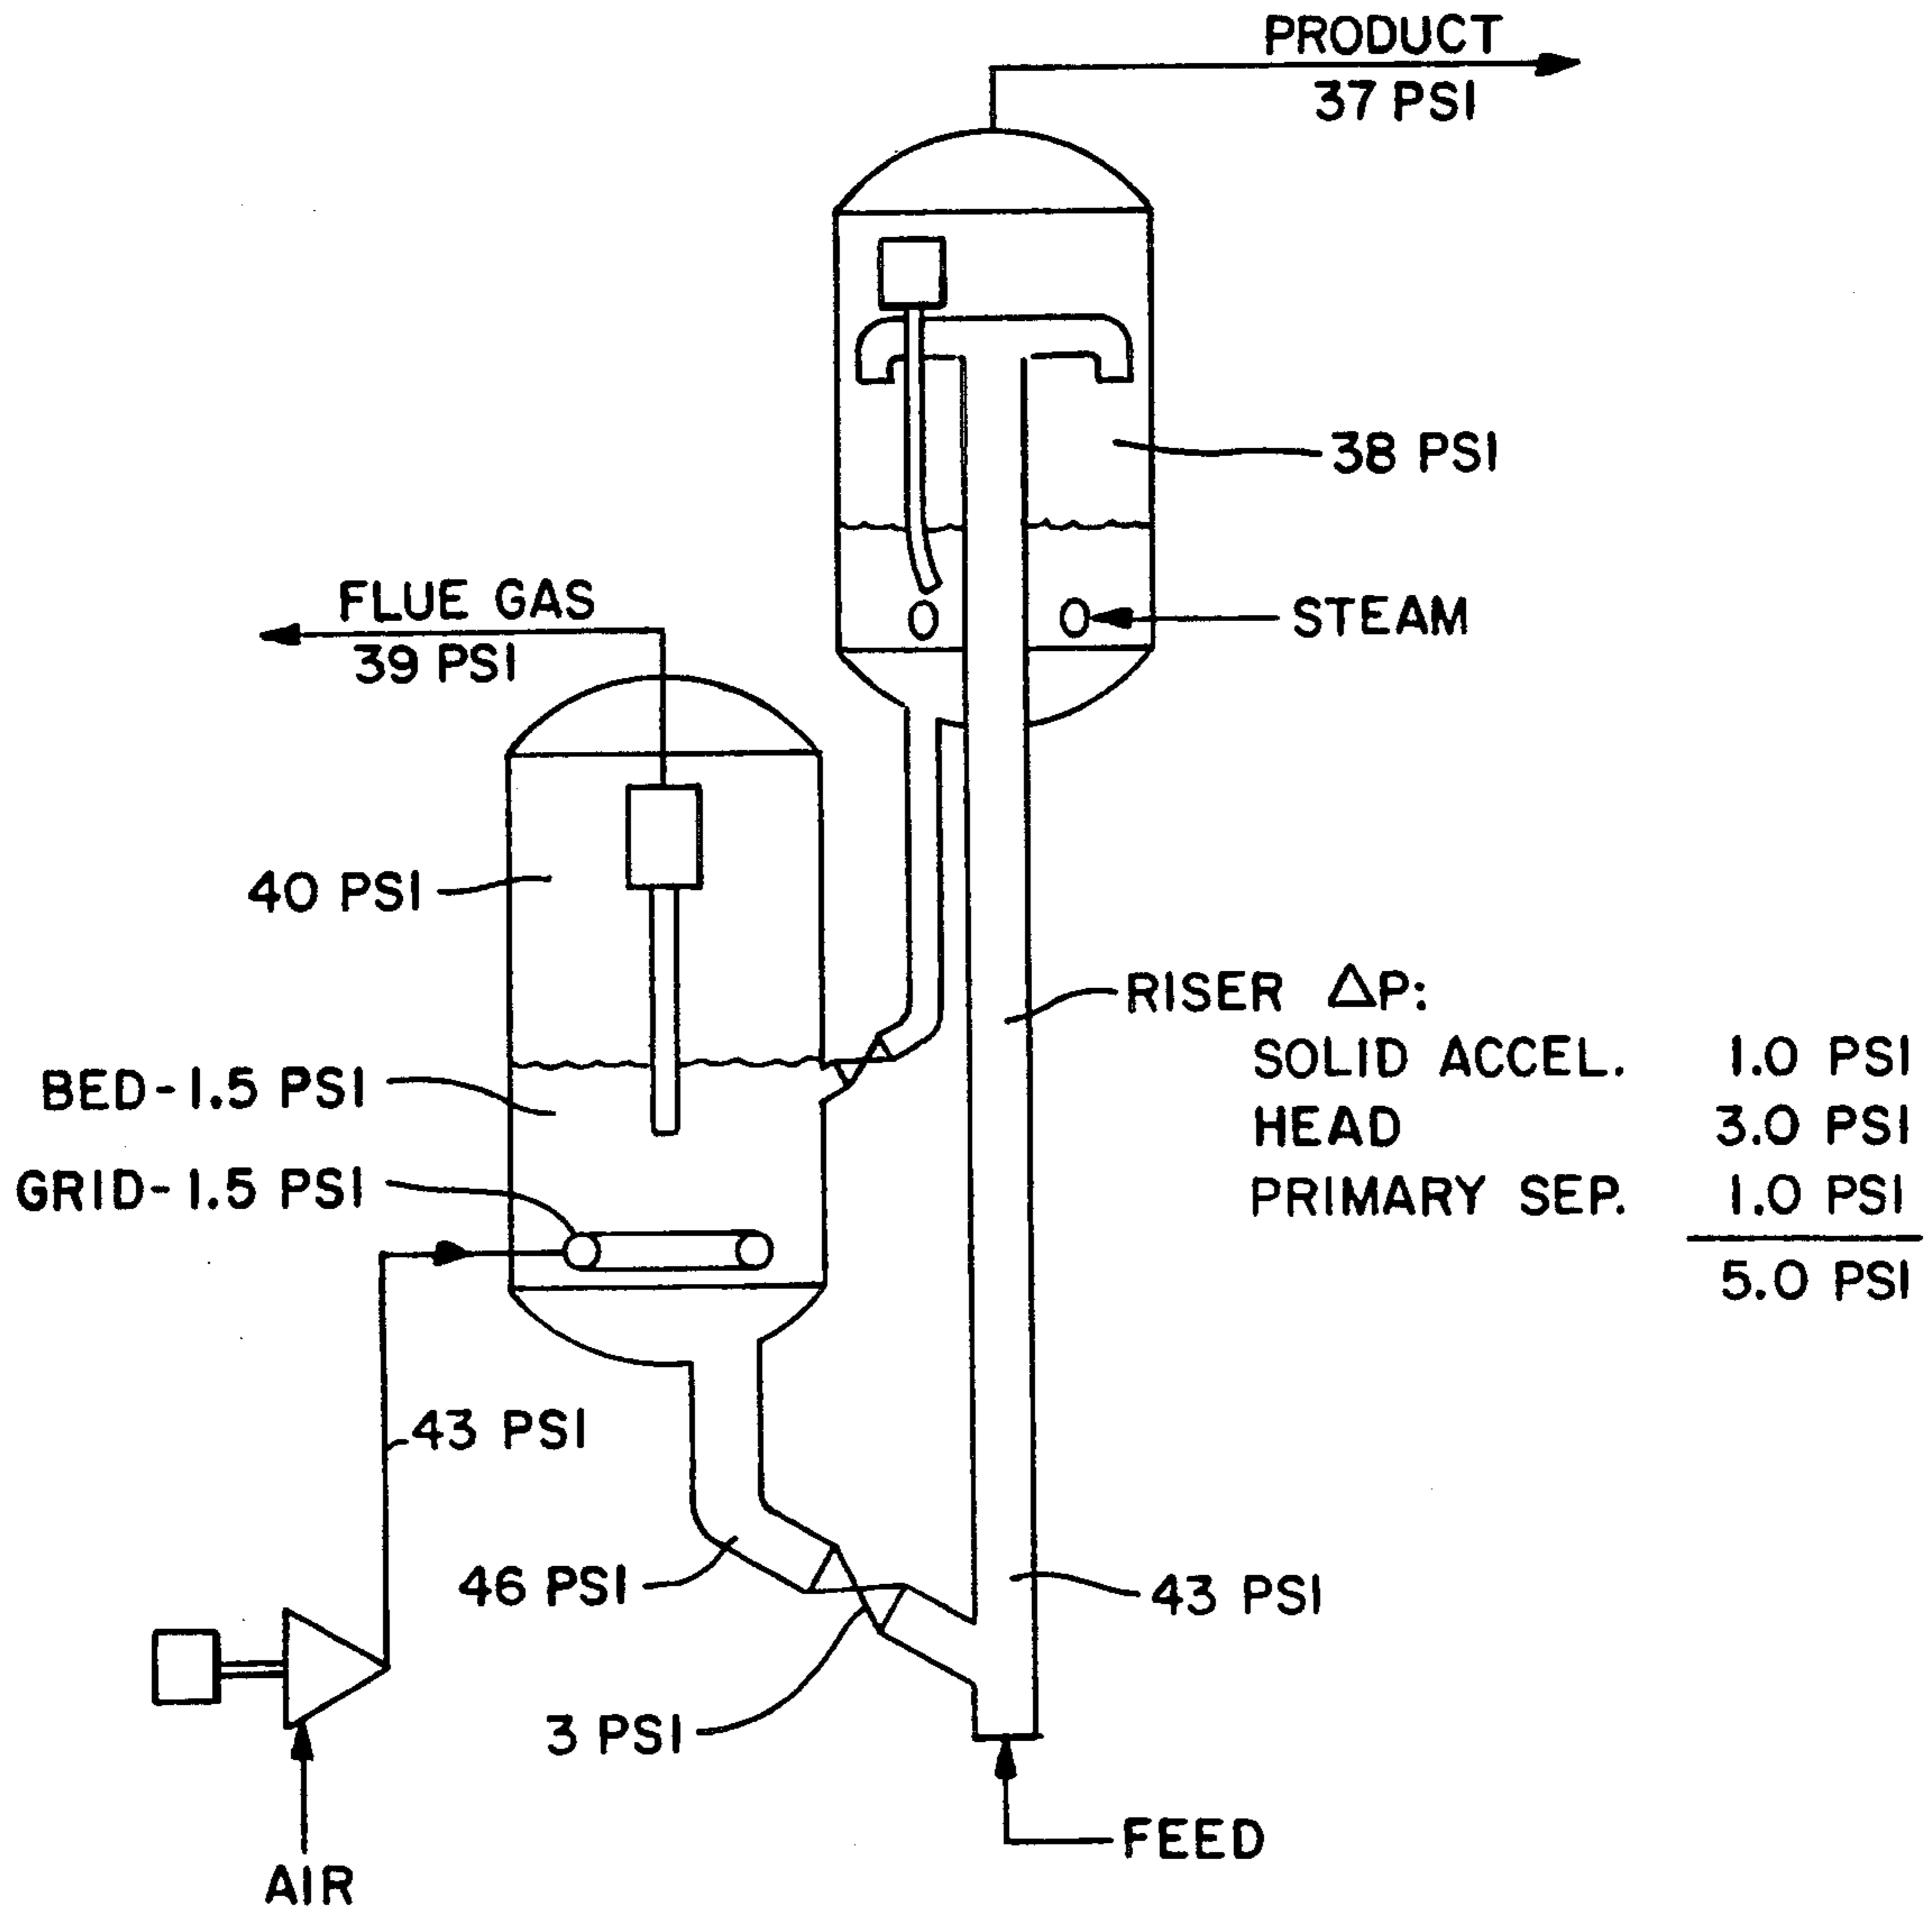 PRODUCT
37 PSI
38 PSI
STEAM
FLUE GAS
39 PSI
40 PSI
RISER ΔP:
SOLID ACCEL. 1.0 PSI
HEAD 3.0 PSI
PRIMARY SEP. 1.0 PSI
5.0 PSI
BED-1.5 PSI
GRID-1.5 PSI
43 PSI
46 PSI
43 PSI
3 PSI
FEED
AIR